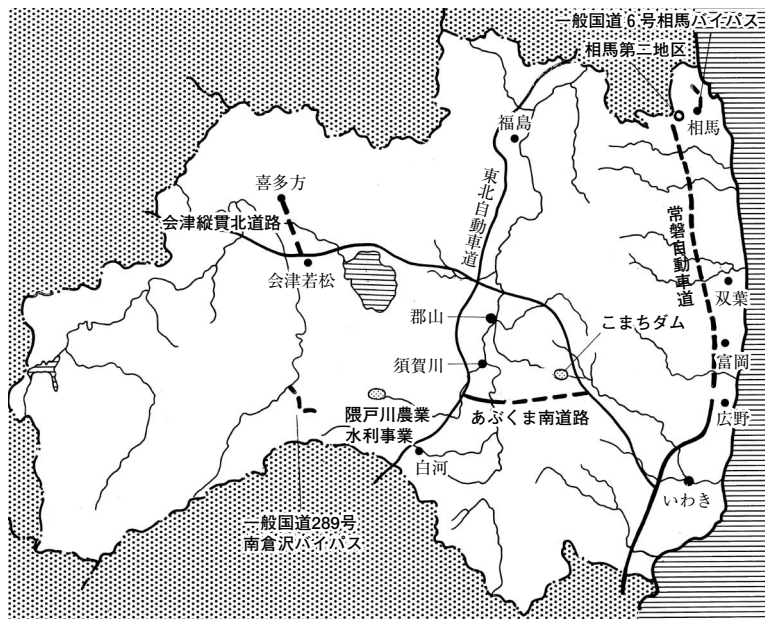 一般国道6号相馬バイパス
相馬第二地区
相馬
福島
喜多方
東北自動車道
会津縦貫北道路
常磐自動車道
会津若松
双葉
郡山
こまちダム
富岡
須賀川
広野
隈戸川農業
水利事業
あぶくま南道路
白河
いわき
一般国道289号
南倉沢バイパス